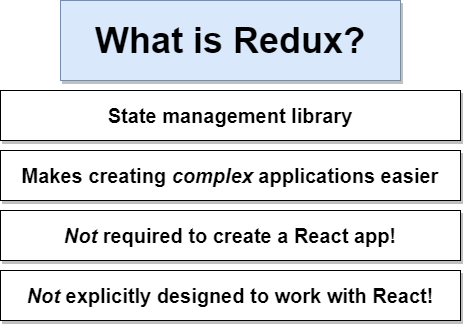 What is Redux?
State management library
Makes creating complex applications easier
Not required to create a React app!
Not explicitly designed to work with React!